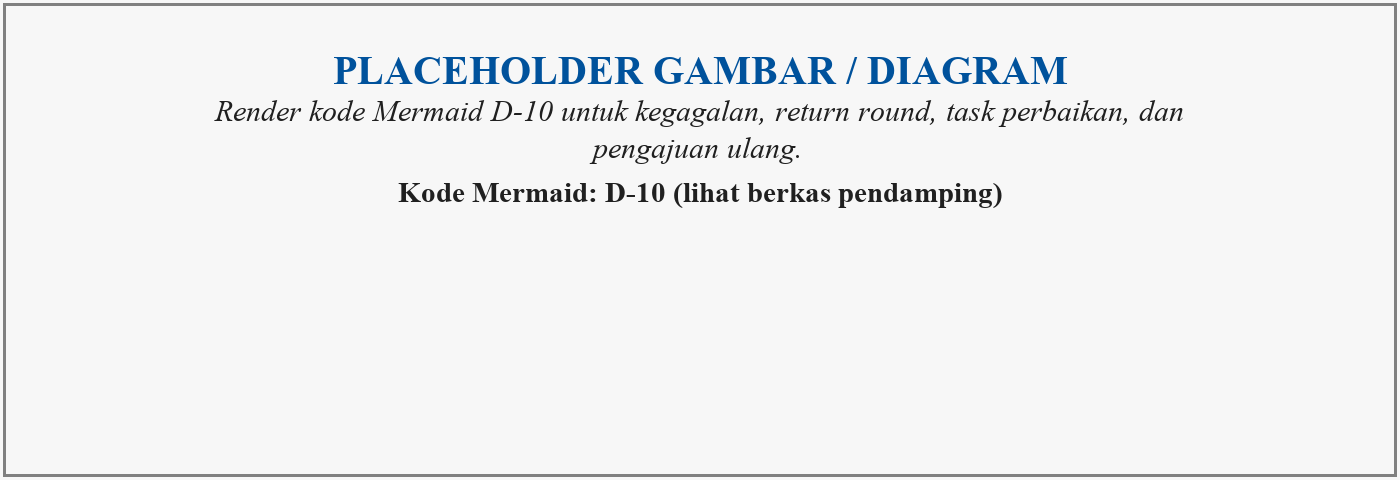 PLACEHOLDER GAMBAR / DIAGRAM
Render kode Mermaid D-10 untuk kegagalan, return round, task perbaikan, dan
pengajuan ulang.
Kode Mermaid: D-10 (lihat berkas pendamping)